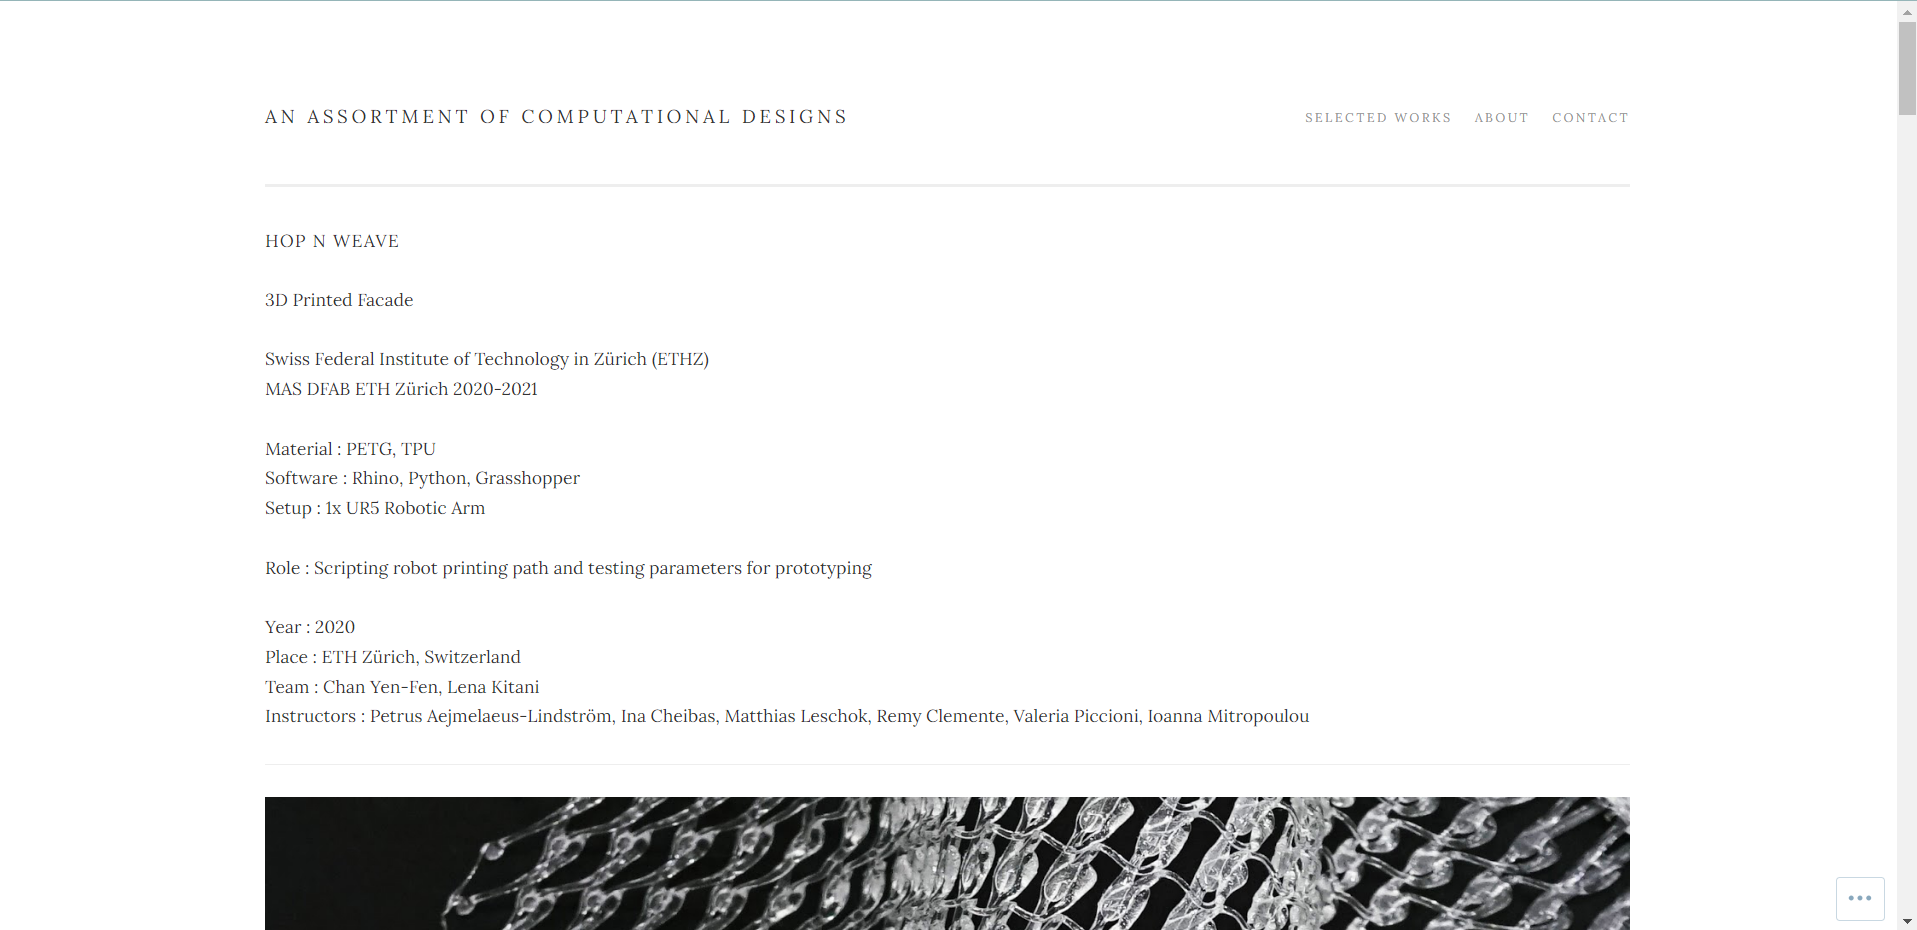 AN ASSORTMENT OF COMPUTATIONAL DESIGNS
SELECTED WORKS ABOUT CONTACT
HOP N WEAVE
3D Printed Facade
Swiss Federal Institute of Technology in Zürich (ETHZ)
MAS DFAB ETH Zürich 2020-2021
Material : PETG, TPU
Software : Rhino, Python, Grasshopper
Setup : 1x UR5 Robotic Arm
Role : Scripting robot printing path and testing parameters for prototyping
Year : 2020
Place : ETH Zürich, Switzerland
Team : Chan Yen-Fen, Lena Kitani
Instructors : Petrus Aejmelaeus-Lindström, Ina Cheibas, Matthias Leschok, Remy Clemente, Valeria Piccioni, Ioanna Mitropoulou